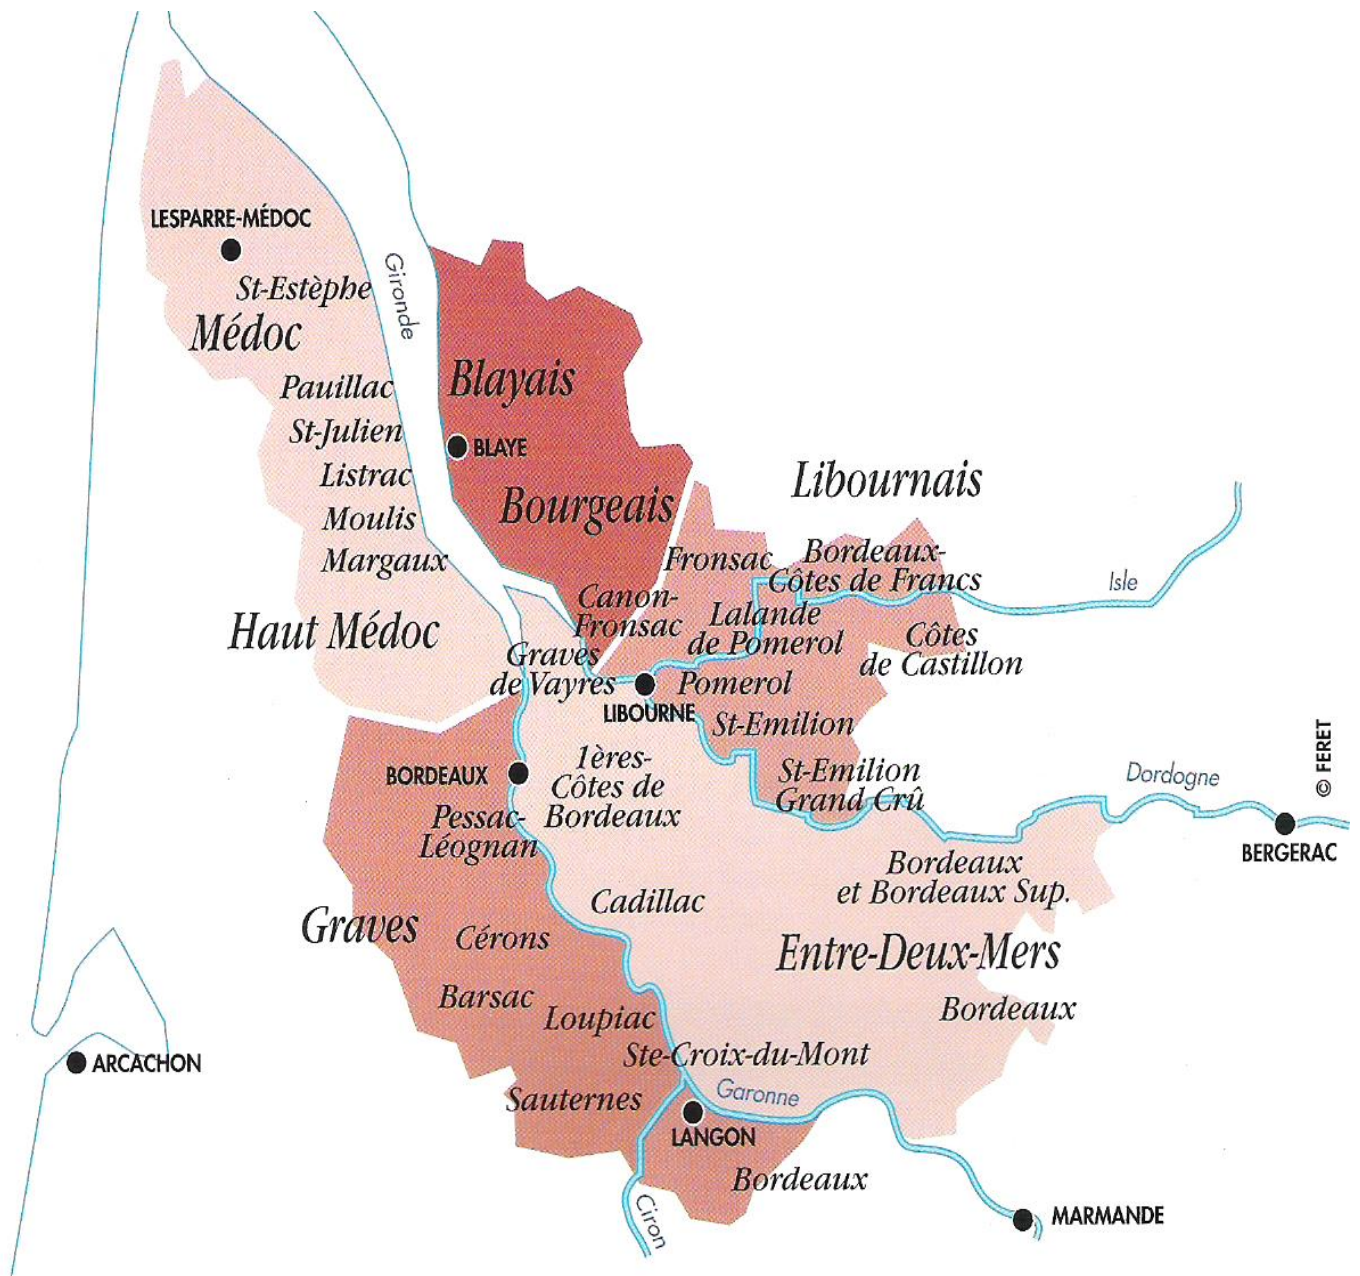 LESPARRE-MÉDOC
St-Estèphe
Gironde
Médoc
Pauillac
Blayais
St-Julien
BLAYE
Listrac
Libournais
Moulis
Bourgeais
Margaux
Fronsac
Bordeaux-
Côtes de Francs
Isle
Canon-
Fronsac
Lalande
de Pomerol
Haut Médoc
Côtes
de Castillon
Graves
de Vayres
Pomerol
LIBOURNE
St-Emilion
1ères-
Côtes de
Bordeaux
St-Emilion
Grand Crû
Dordogne
© FERET
BORDEAUX
Pessac-
Léognan
BERGERAC
Bordeaux
et Bordeaux Sup.
Cadillac
Graves
Cérons
Entre-Deux-Mers
Barsac
Loupiac
Bordeaux
Ste-Croix-du-Mont
ARCACHON
Sauternes
Garonne
LANGON
Bordeaux
Ciron
MARMANDE